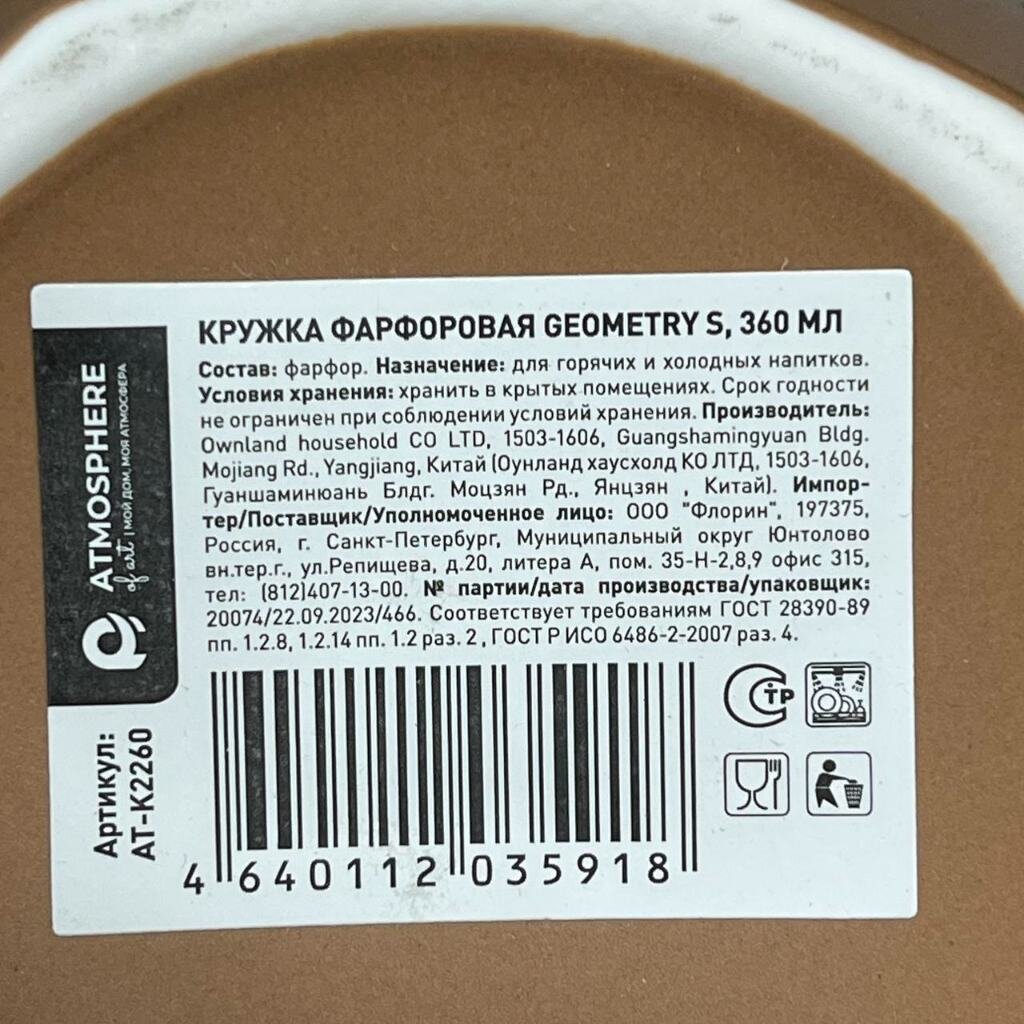 КРУЖКА ФАРФОРОВАЯ GEOMETRY S, 360 МЛ
Состав: фарфор. Назначение: для горячих и холодных напитков.
Условия хранения: хранить в крытых помещениях. Срок годности
не ограничен при соблюдении условий хранения. Производитель:
Ownland household CO LTD, 1503-1606, Guangshamingyuan Bldg.
Mojiang Rd., Yangjiang, Китай (Оунланд хаусхолд КО ЛТД, 1503-1606,
Гуаншаминюань Блдг. Моцзян Рд., Янцзян , Китай). Импор-
тер/Поставщик/Уполномоченное лицо: ООО "Флорин", 197375,
Россия, г. Санкт-Петербург, Муниципальный округ Юнтолово
вн.тер.г., ул.Репищева, д.20, литера А, пом. 35-Н-2,8,9 офис 315,
тел: (812)407-13-00. № партии/дата производства/упаковщик:
20074/22.09.2023/466. Соответствует требованиям ГОСТ 28390-89
пп. 1.2.8, 1.2.14 пп. 1.2 раз. 2, ГОСТ Р ИСО 6486-2-2007 раз. 4.
ATMOSPHERE
of art | МОЙ ДОМ, МОЯ АТМОСФЕРА
Артикул:
AT-K2260
4 640112 035918
СТР